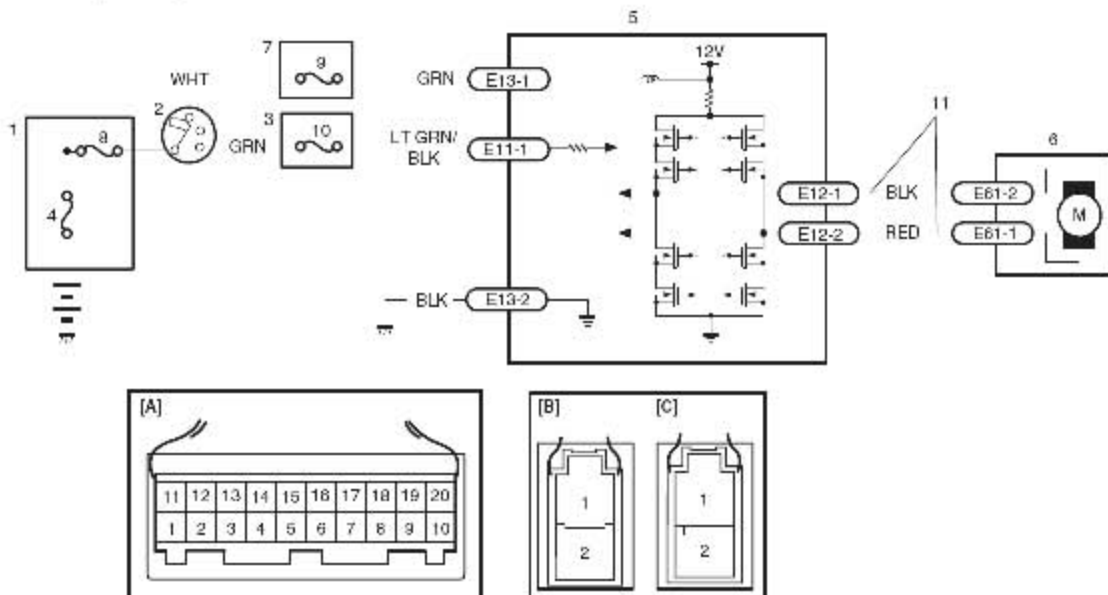 5
7
9
12V
WHT
GRN
E13-1
2
3
11
1
8
10
GRN
LT GRN/
BLK
E11-1
6
4
E12-1
BLK
E61-2
M
E12-2
RED
E61-1
BLK
E13-2
[A]
[B]
[C]
11 12 13 14 15 16 17 18 19 20
1 2 3 4 5 6 7 8 9 10
1
2
1
2